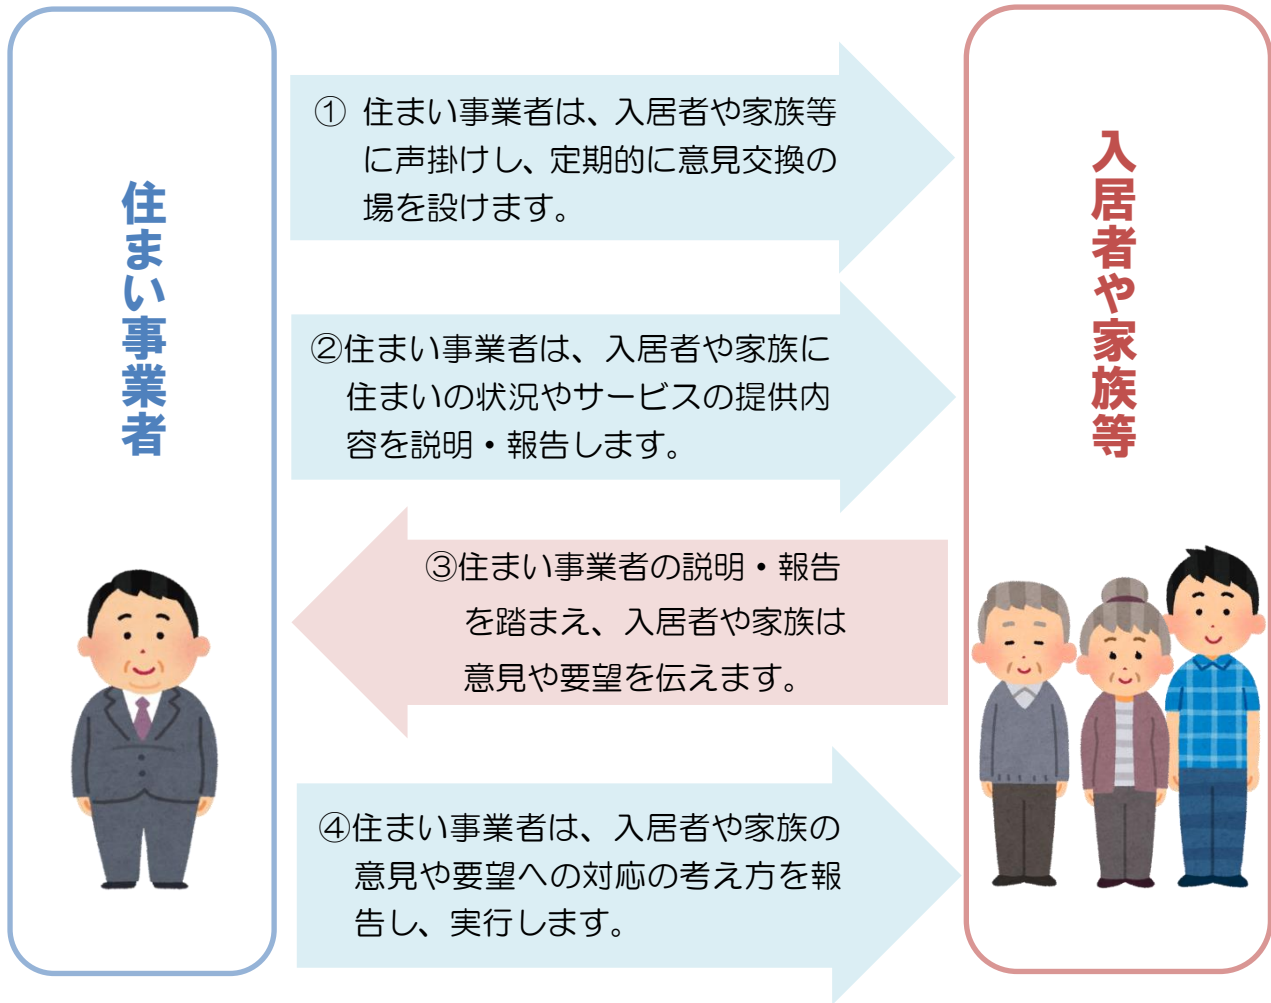 住まい事業者
① 住まい事業者は、入居者や家族等
に声掛けし、定期的に意見交換の
場を設けます。
②住まい事業者は、入居者や家族に
住まいの状況やサービスの提供内
容を説明・報告します。
③住まい事業者の説明・報告
を踏まえ、入居者や家族は
意見や要望を伝えます。
④住まい事業者は、入居者や家族の
意見や要望への対応の考え方を報
告し、実行します。
入居者や家族等